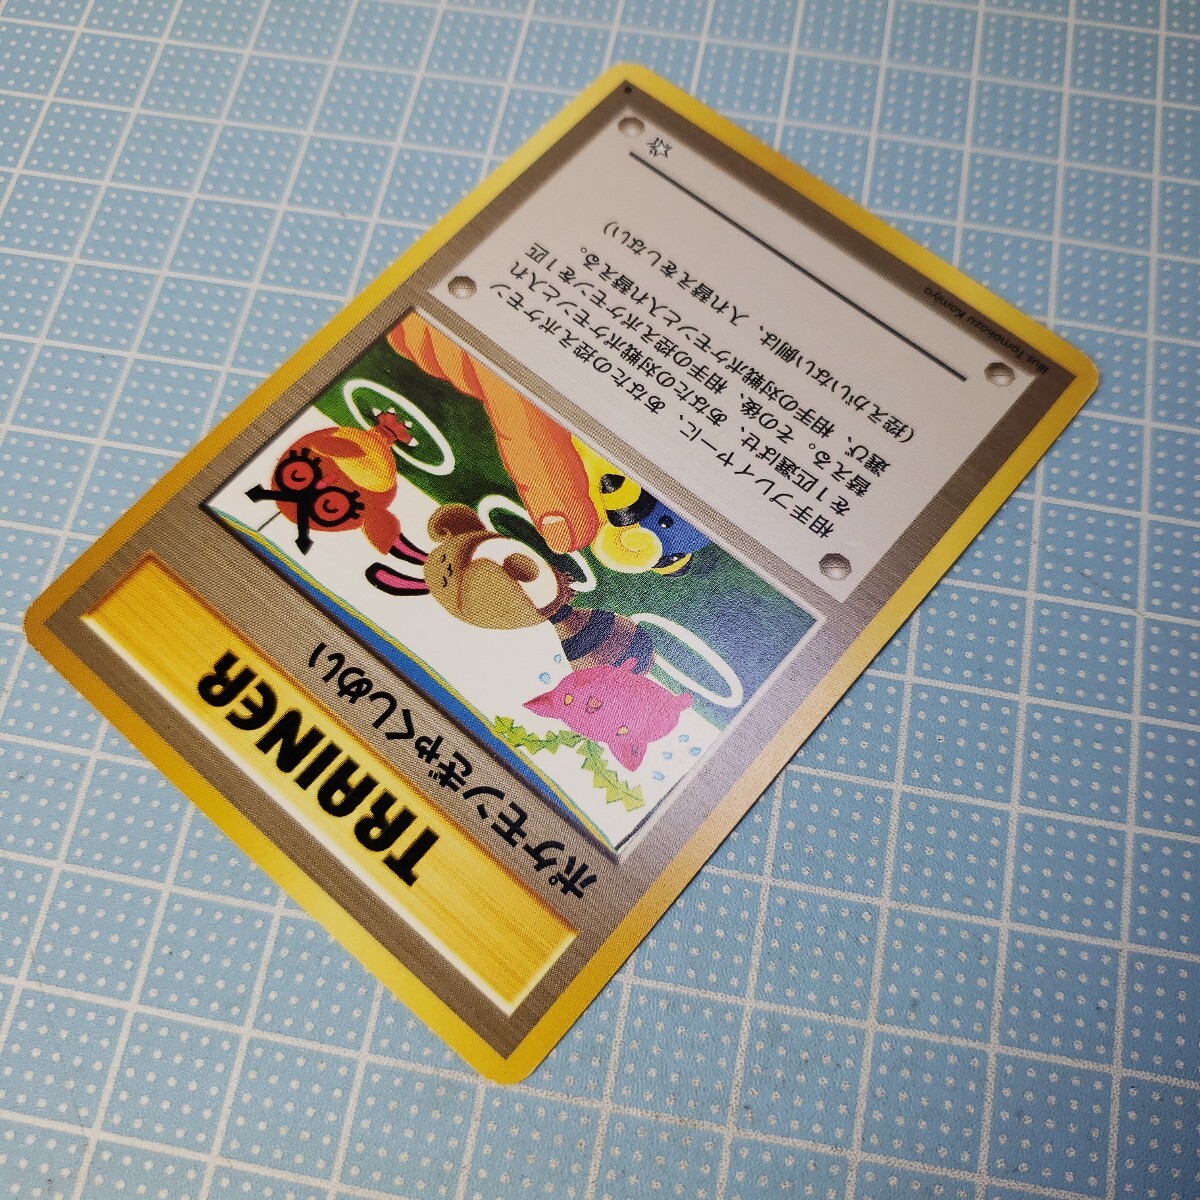 TRAINER
ポケモンぎゃくしめい
相手プレイヤーに、あなたの控えポケモン
を1匹選ばせ、あなたの対戦ポケモンと入れ
替える。その後、相手の控えポケモンを1匹
選び、相手の対戦ポケモンと入れ替える。
(控えがいない側は、入れ替えをしない)
Illus. Tomokazu Komiya